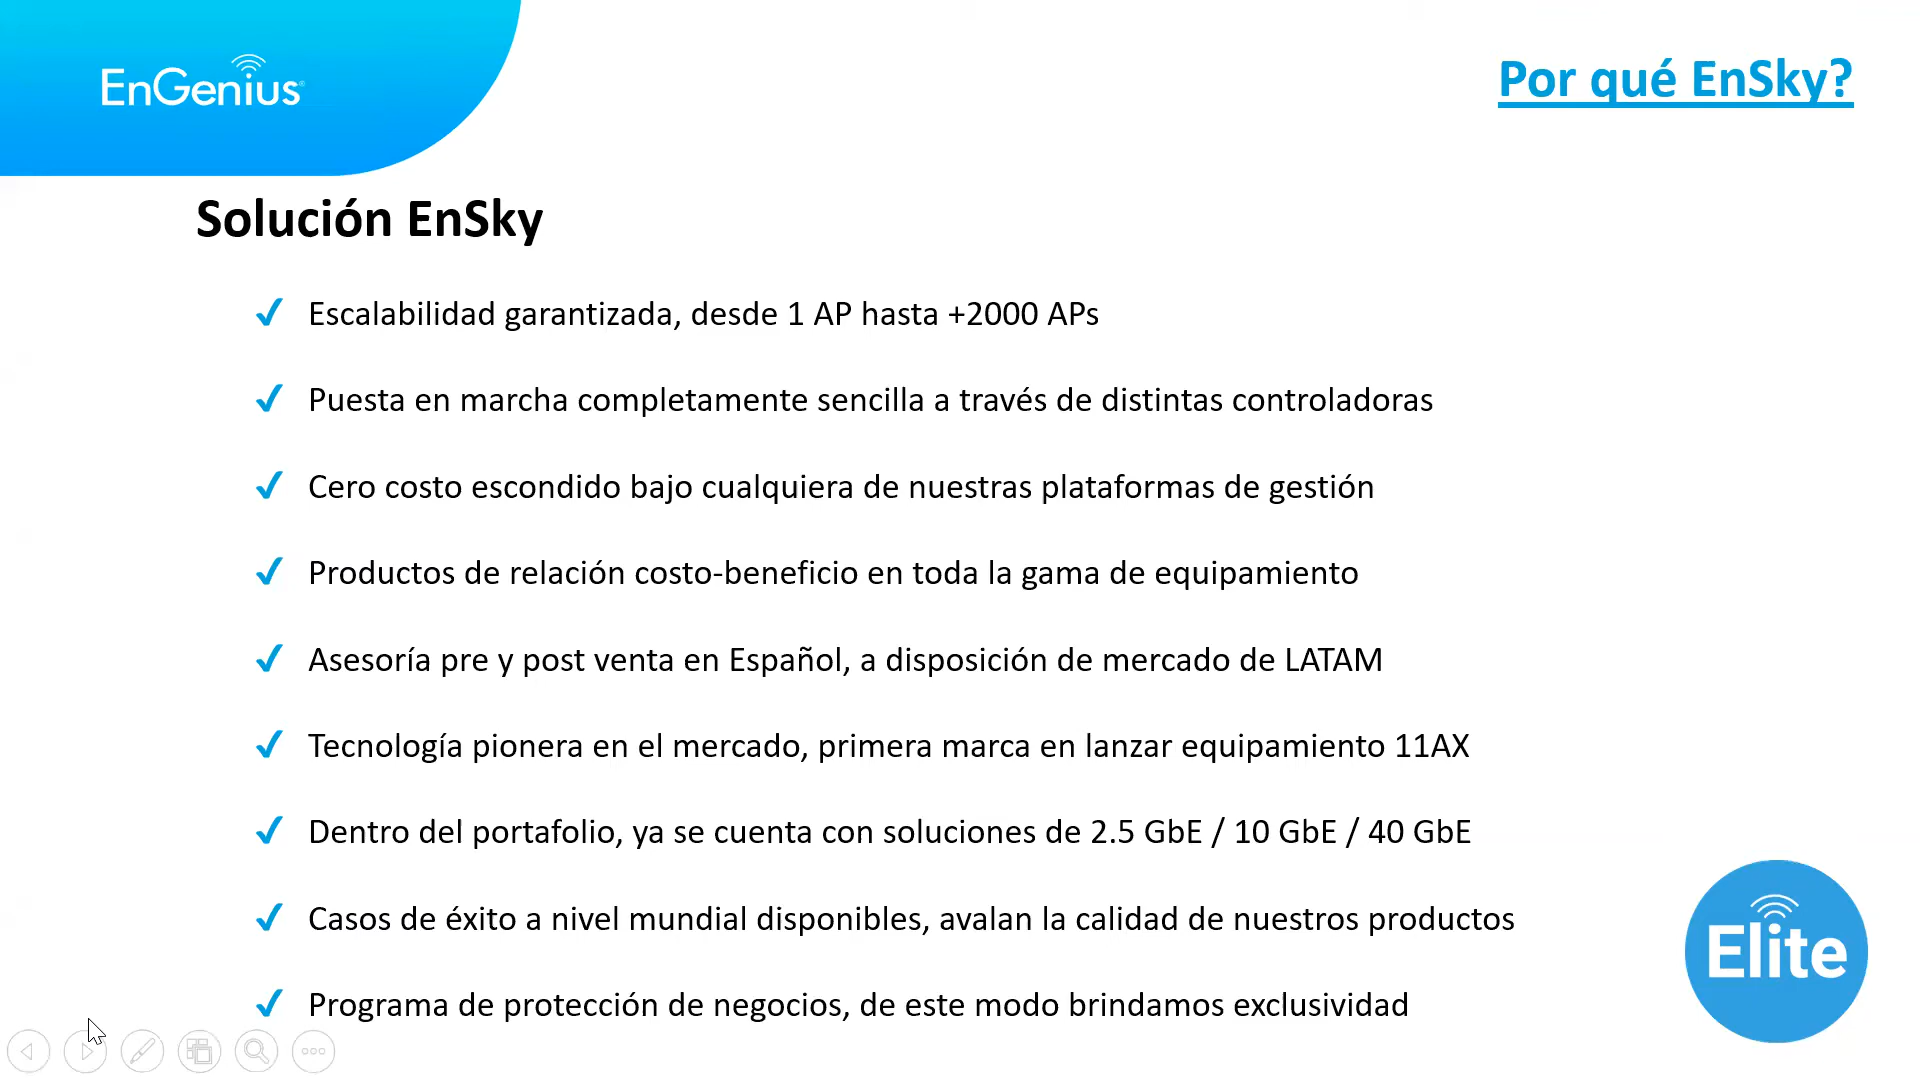 EnGenius
Por qué EnSky?
Solución EnSky
✓ Escalabilidad garantizada, desde 1 AP hasta +2000 APs
✓ Puesta en marcha completamente sencilla a través de distintas controladoras
✓ Cero costo escondido bajo cualquiera de nuestras plataformas de gestión
✓ Productos de relación costo-beneficio en toda la gama de equipamiento
✓ Asesoría pre y post venta en Español, a disposición de mercado de LATAM
✓ Tecnología pionera en el mercado, primera marca en lanzar equipamiento 11AX
✓ Dentro del portafolio, ya se cuenta con soluciones de 2.5 GbE / 10 GbE / 40 GbE
✓ Casos de éxito a nivel mundial disponibles, avalan la calidad de nuestros productos
✓ Programa de protección de negocios, de este modo brindamos exclusividad
Elite